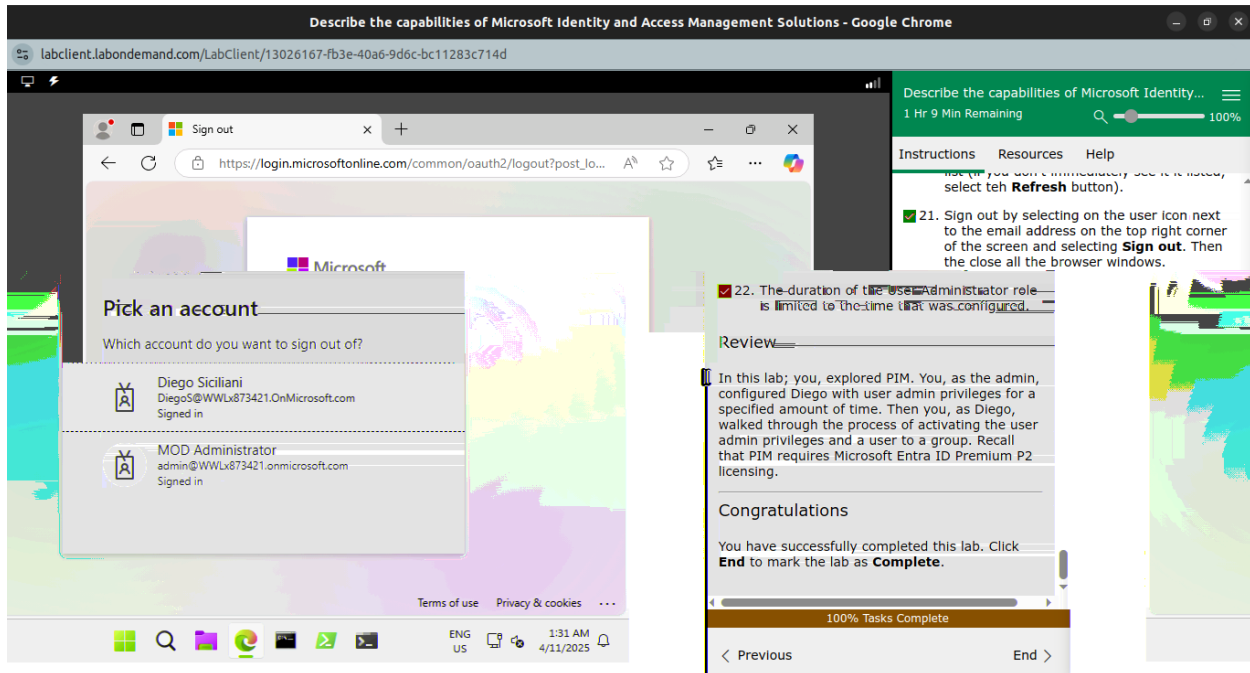 Describe the capabilities of Microsoft Identity and Access Management Solutions - Google Chrome
labclient.labondemand.com/LabClient/13026167-fb3e-40a6-9d6c-bc11283c714d
Sign out
https://login.microsoftonline.com/common/oauth2/logout?post_lo...
Microsoft
Pick an account
Which account do you want to sign out of?
Diego Siciliani
DiegoS@WWLx873421.OnMicrosoft.com
Signed in
MOD Administrator
admin@WWLx873421.onmicrosoft.com
Signed in
Terms of use Privacy & cookies ...
ENG
US
1:31 AM
4/11/2025
Describe the capabilities of Microsoft Identity...
1 Hr 9 Min Remaining
100%
Instructions Resources Help
list (if you don't immediately see it it listed,
select teh Refresh button).
21. Sign out by selecting on the user icon next
to the email address on the top right corner
of the screen and selecting Sign out. Then
the close all the browser windows.
22. The duration of the User Administrator role
is limited to the time that was configured.
Review
In this lab; you, explored PIM. You, as the admin,
configured Diego with user admin privileges for a
specified amount of time. Then you, as Diego,
walked through the process of activating the user
admin privileges and a user to a group. Recall
that PIM requires Microsoft Entra ID Premium P2
licensing.
Congratulations
You have successfully completed this lab. Click
End to mark the lab as Complete.
100% Tasks Complete
< Previous
End >